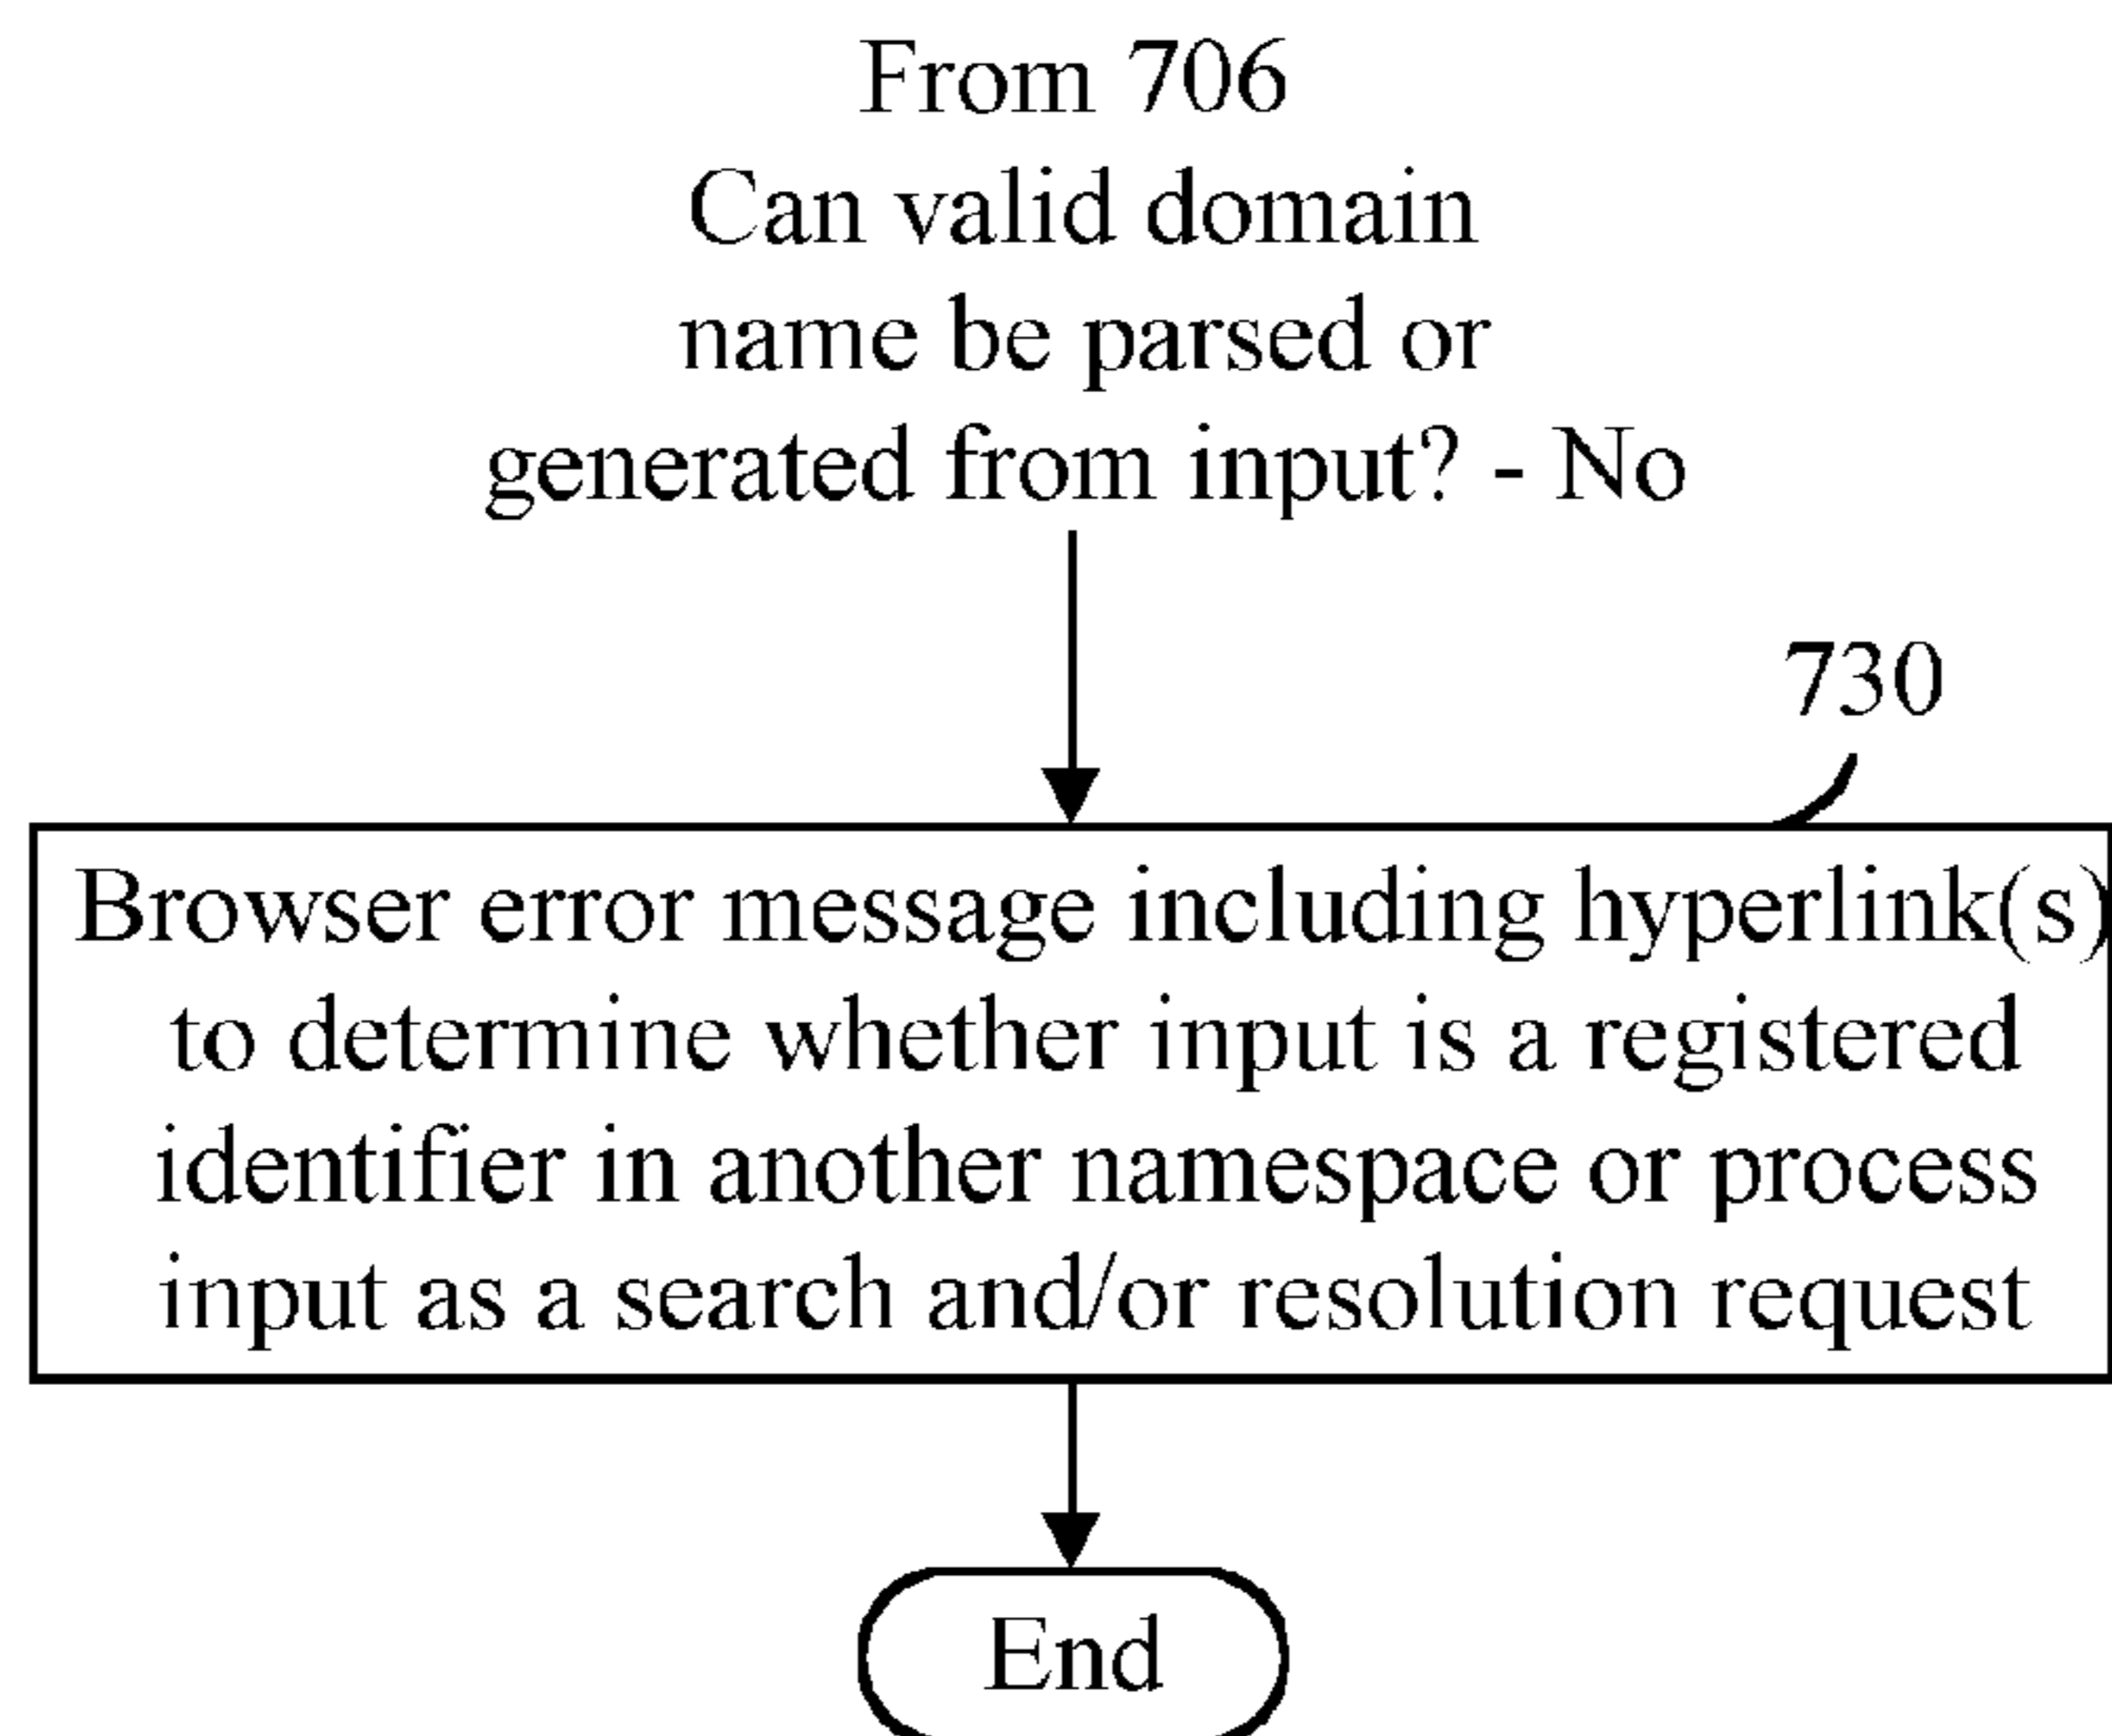 From 706
Can valid domain
name be parsed or
generated from input? - No
730
Browser error message including hyperlink(s)
to determine whether input is a registered
identifier in another namespace or process
input as a search and/or resolution request
End